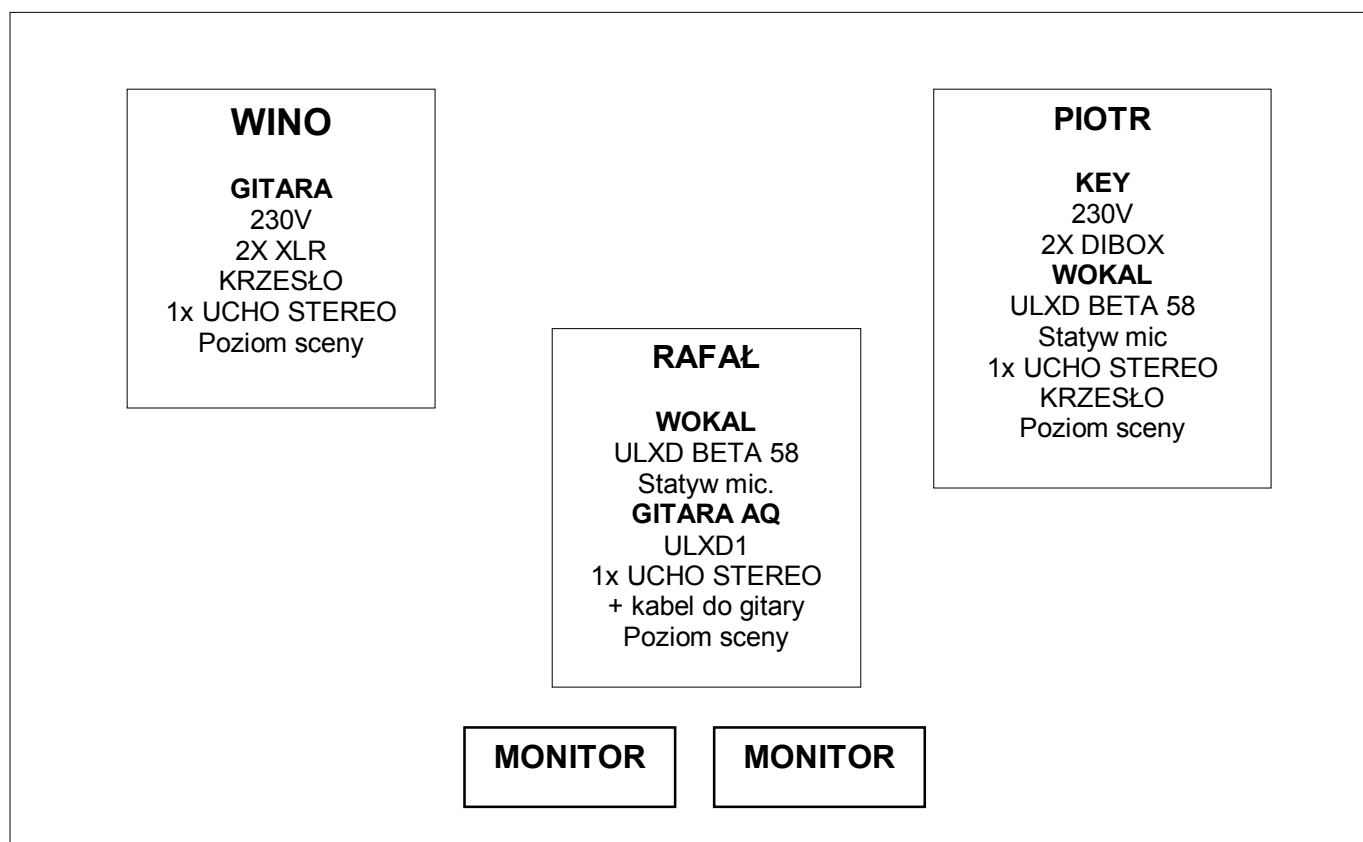 WINO
GITARA
230V
2X XLR
KRZESŁO
1x UCHO STEREO
Poziom sceny
PIOTR
KEY
230V
2X DIBOX
WOKAL
ULXD BETA 58
Statyw mic
1x UCHO STEREO
KRZESŁO
Poziom sceny
RAFAŁ
WOKAL
ULXD BETA 58
Statyw mic.
GITARA AQ
ULXD1
1x UCHO STEREO
+ kabel do gitary
Poziom sceny
MONITOR
MONITOR